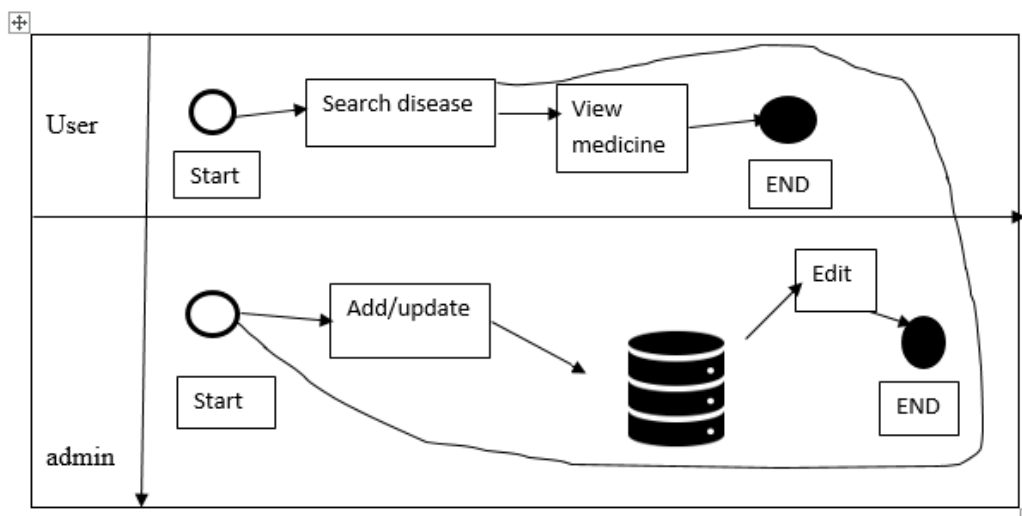 User
Search disease
View
medicine
Start
END
admin
Add/update
Edit
Start
END